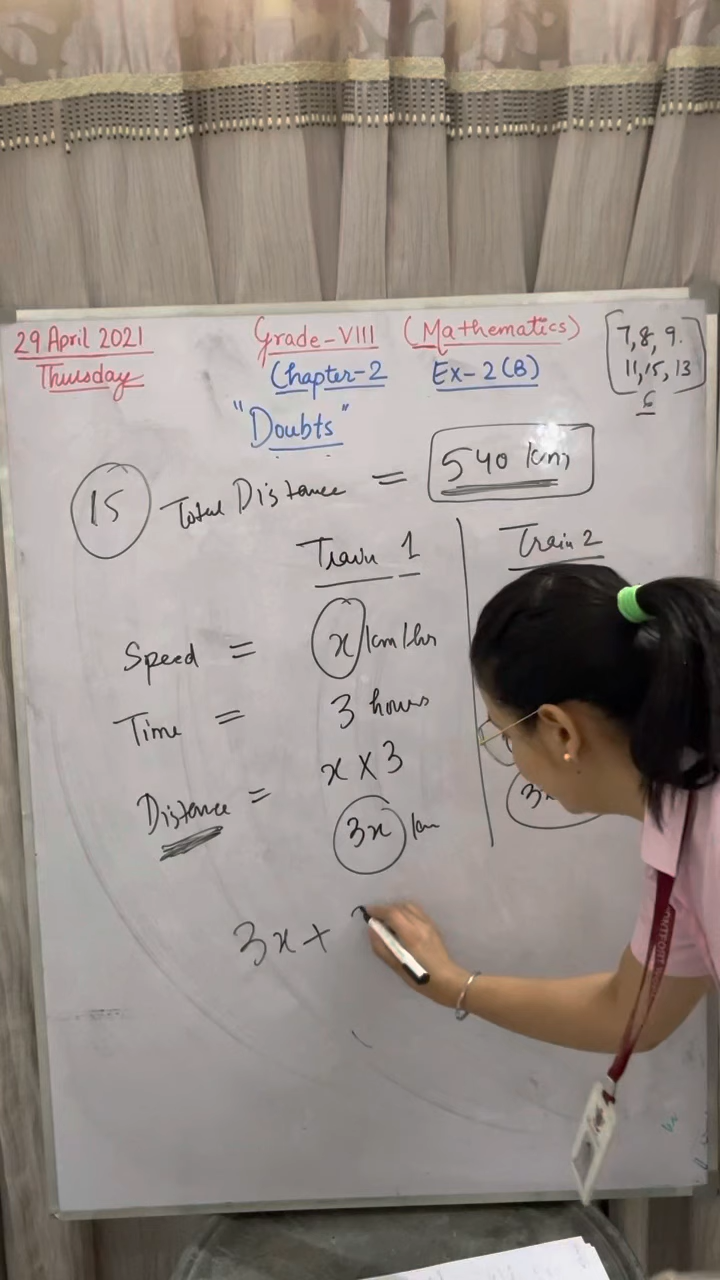 29 April 2021
Thursday
Grade-VIII (Mathematics)
Chapter-2 Ex-2(B)
"Doubts"
7, 8, 9.
11, 15, 13
6
15 Total Distance = 540 km
Train 1 Train 2
Speed = x km/hr
Time = 3 hours
Distance = x X 3
3x km
3x +